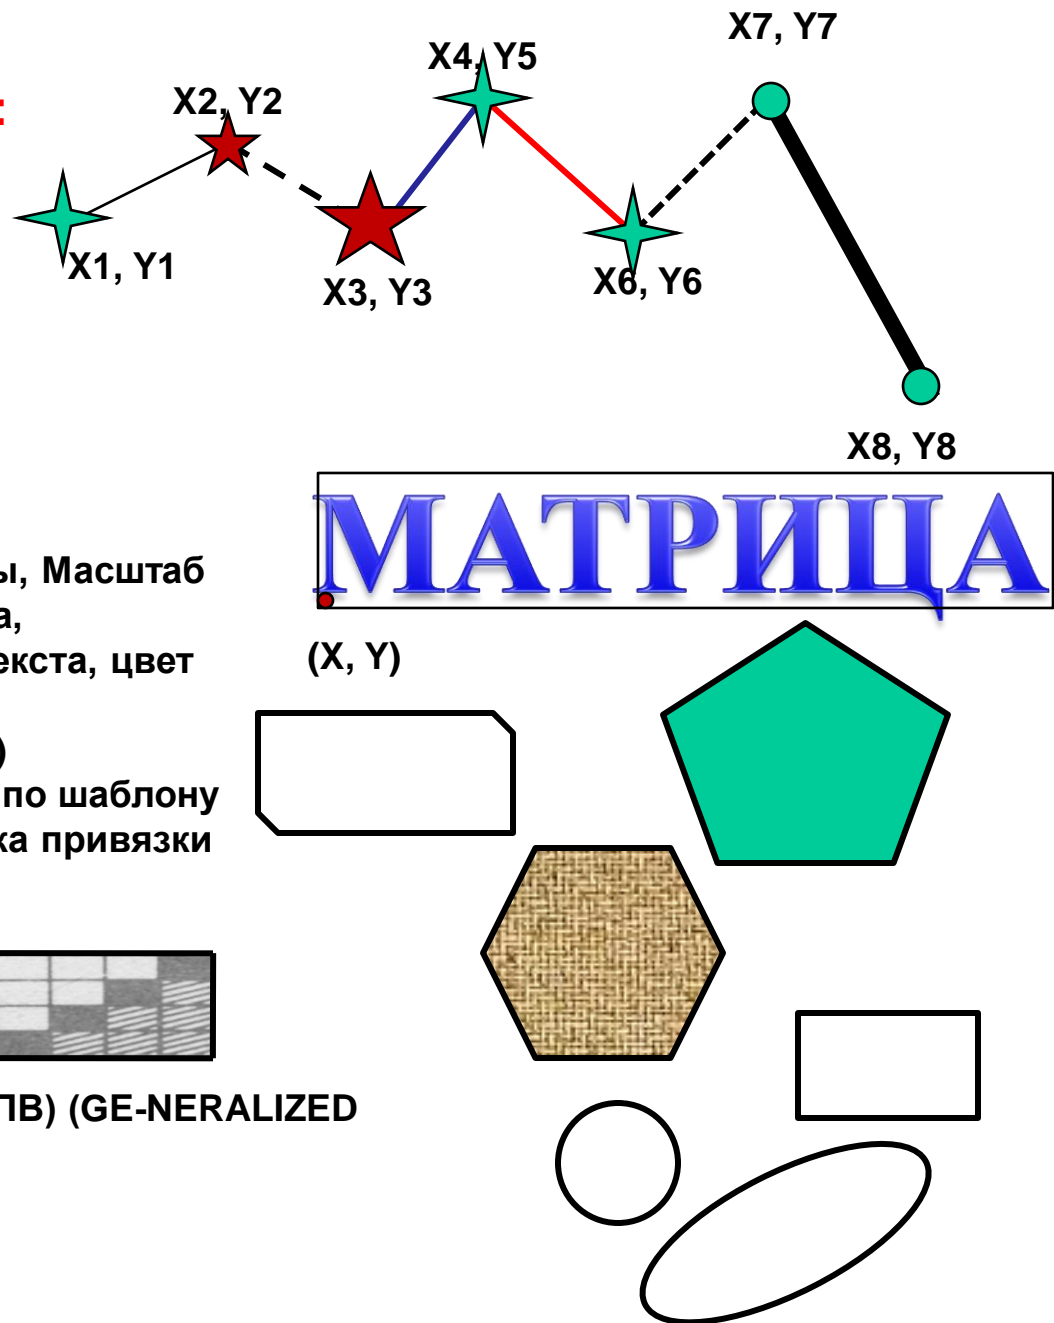 X7, Y7
X4, Y5
X2, Y2
:
X1, Y1
X3, Y3
X6, Y6
X8, Y8
МАТРИЦА
ы, Масштаб
а,
екста, цвет
(X, Y)
)
по шаблону
ка привязки
ПВ) (GE-NERALIZED